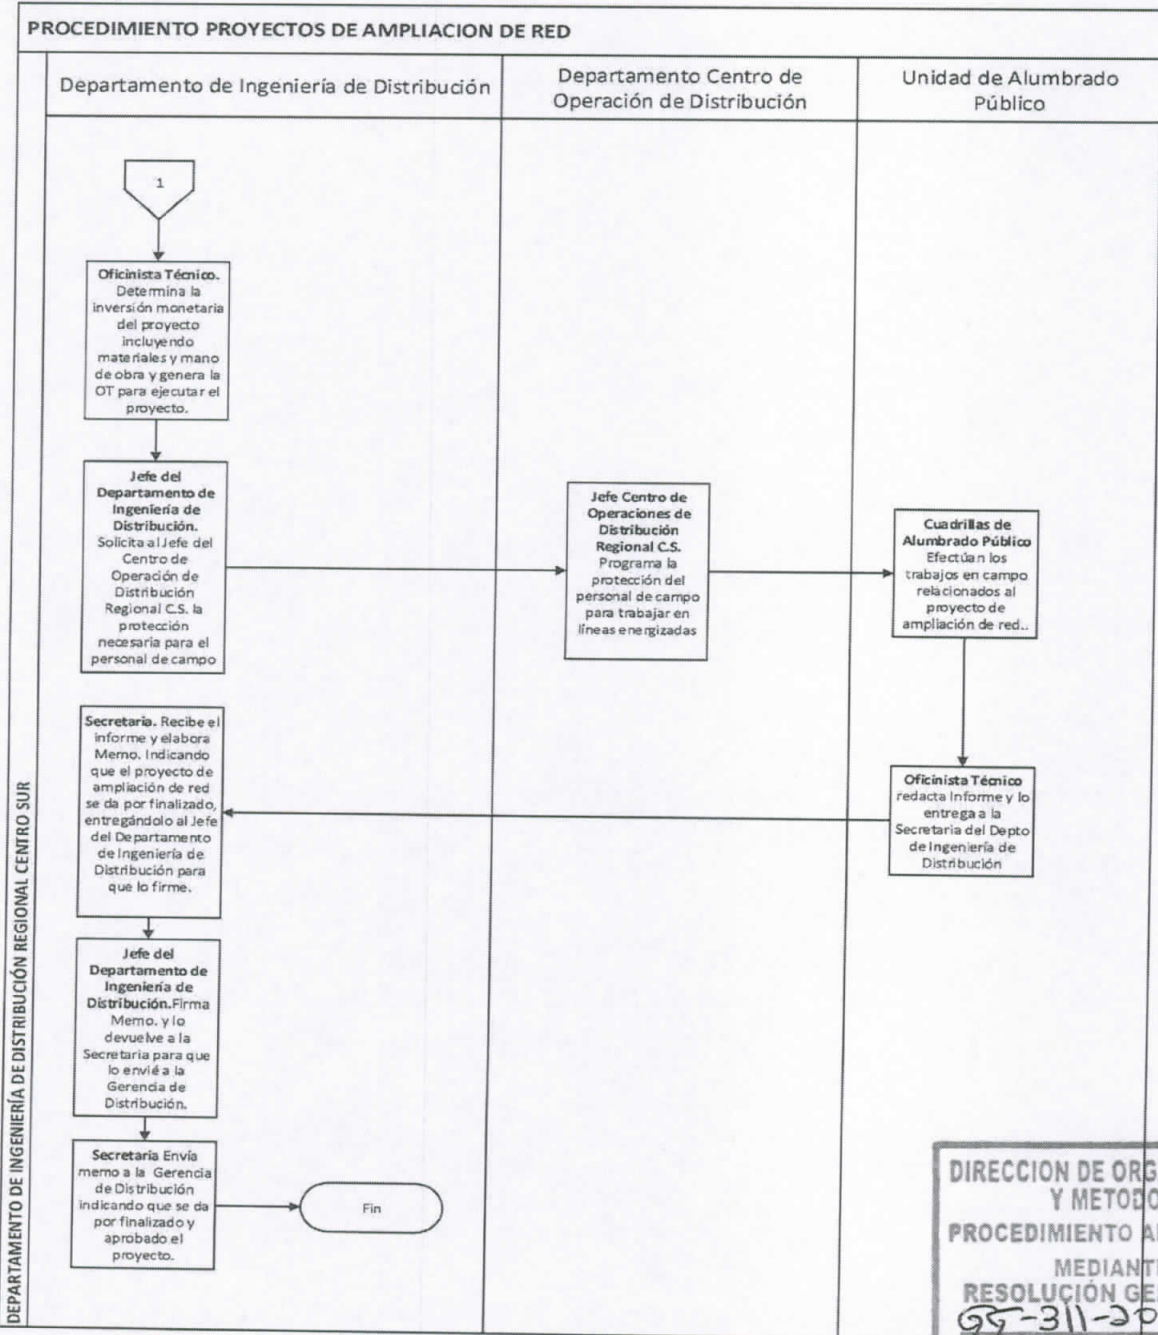 PROCEDIMIENTO PROYECTOS DE AMPLIACION DE RED
DEPARTAMENTO DE INGENIERÍA DE DISTRIBUCIÓN REGIONAL CENTRO SUR
Departamento de Ingeniería de Distribución
Departamento Centro de
Operación de Distribución
Unidad de Alumbrado
Público
1
Oficinista Técnico.
Determina la
inversión monetaria
del proyecto
incluyendo
materiales y mano
de obra y genera la
OT para ejecutar el
proyecto.
Jefe del
Departamento de
Ingeniería de
Distribución.
Solicita al Jefe del
Centro de
Operación de
Distribución
Regional C.S. la
protección
necesaria para el
personal de campo
Jefe Centro de
Operaciones de
Distribución
Regional C.S.
Programa la
protección del
personal de campo
para trabajar en
líneas energizadas
Cuadrillas de
Alumbrado Público
Efectúan los
trabajos en campo
relacionados al
proyecto de
ampliación de red..
Oficinista Técnico
redacta Informe y lo
entrega a la
Secretaria del Depto
de Ingeniería de
Distribución
Secretaria. Recibe el
informe y elabora
Memo. Indicando
que el proyecto de
ampliación de red
se da por finalizado,
entregándolo al Jefe
del Departamento
de Ingeniería de
Distribución para
que lo firme.
Jefe del
Departamento de
Ingeniería de
Distribución.Firma
Memo. y lo
devuelve a la
Secretaria para que
lo envié a la
Gerencia de
Distribución.
Secretaria Envía
memo a la Gerencia
de Distribución
indicando que se da
por finalizado y
aprobado el
proyecto.
Fin
DIRECCION DE ORG
Y METODO
PROCEDIMIENTO A
MEDIANT
RESOLUCIÓN GE
-311-20